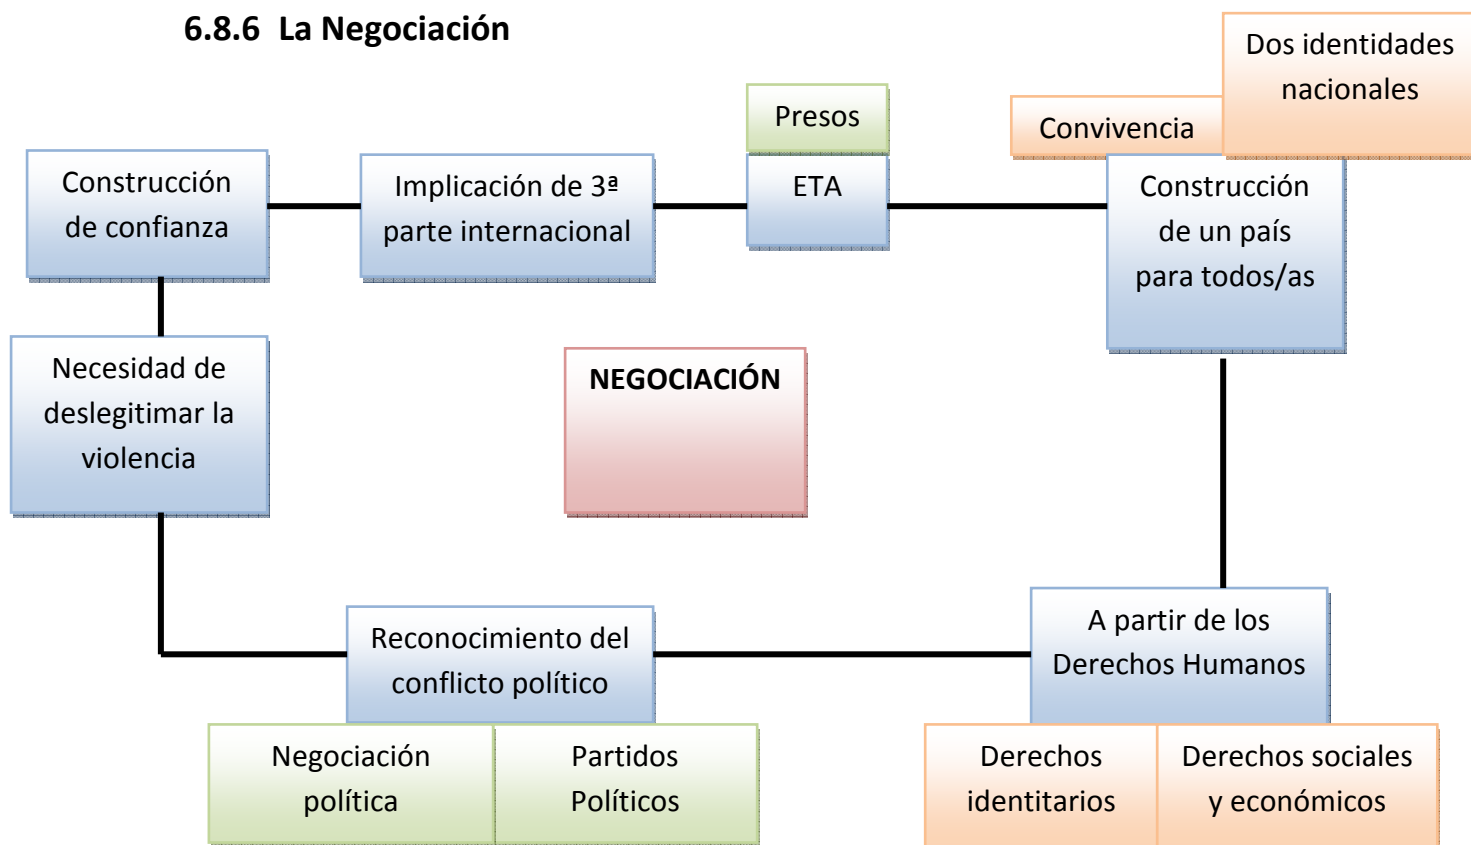 6.8.6 La Negociación
Dos identidades
nacionales
Presos
Convivencia
Construcción
de confianza
Implicación de 3ª
parte internacional
ETA
Construcción
de un país
para todos/as
Necesidad de
deslegitimar la
violencia
NEGOCIACIÓN
Reconocimiento del
conflicto político
A partir de los
Derechos Humanos
Negociación
política
Partidos
Políticos
Derechos
identitarios
Derechos sociales
y económicos